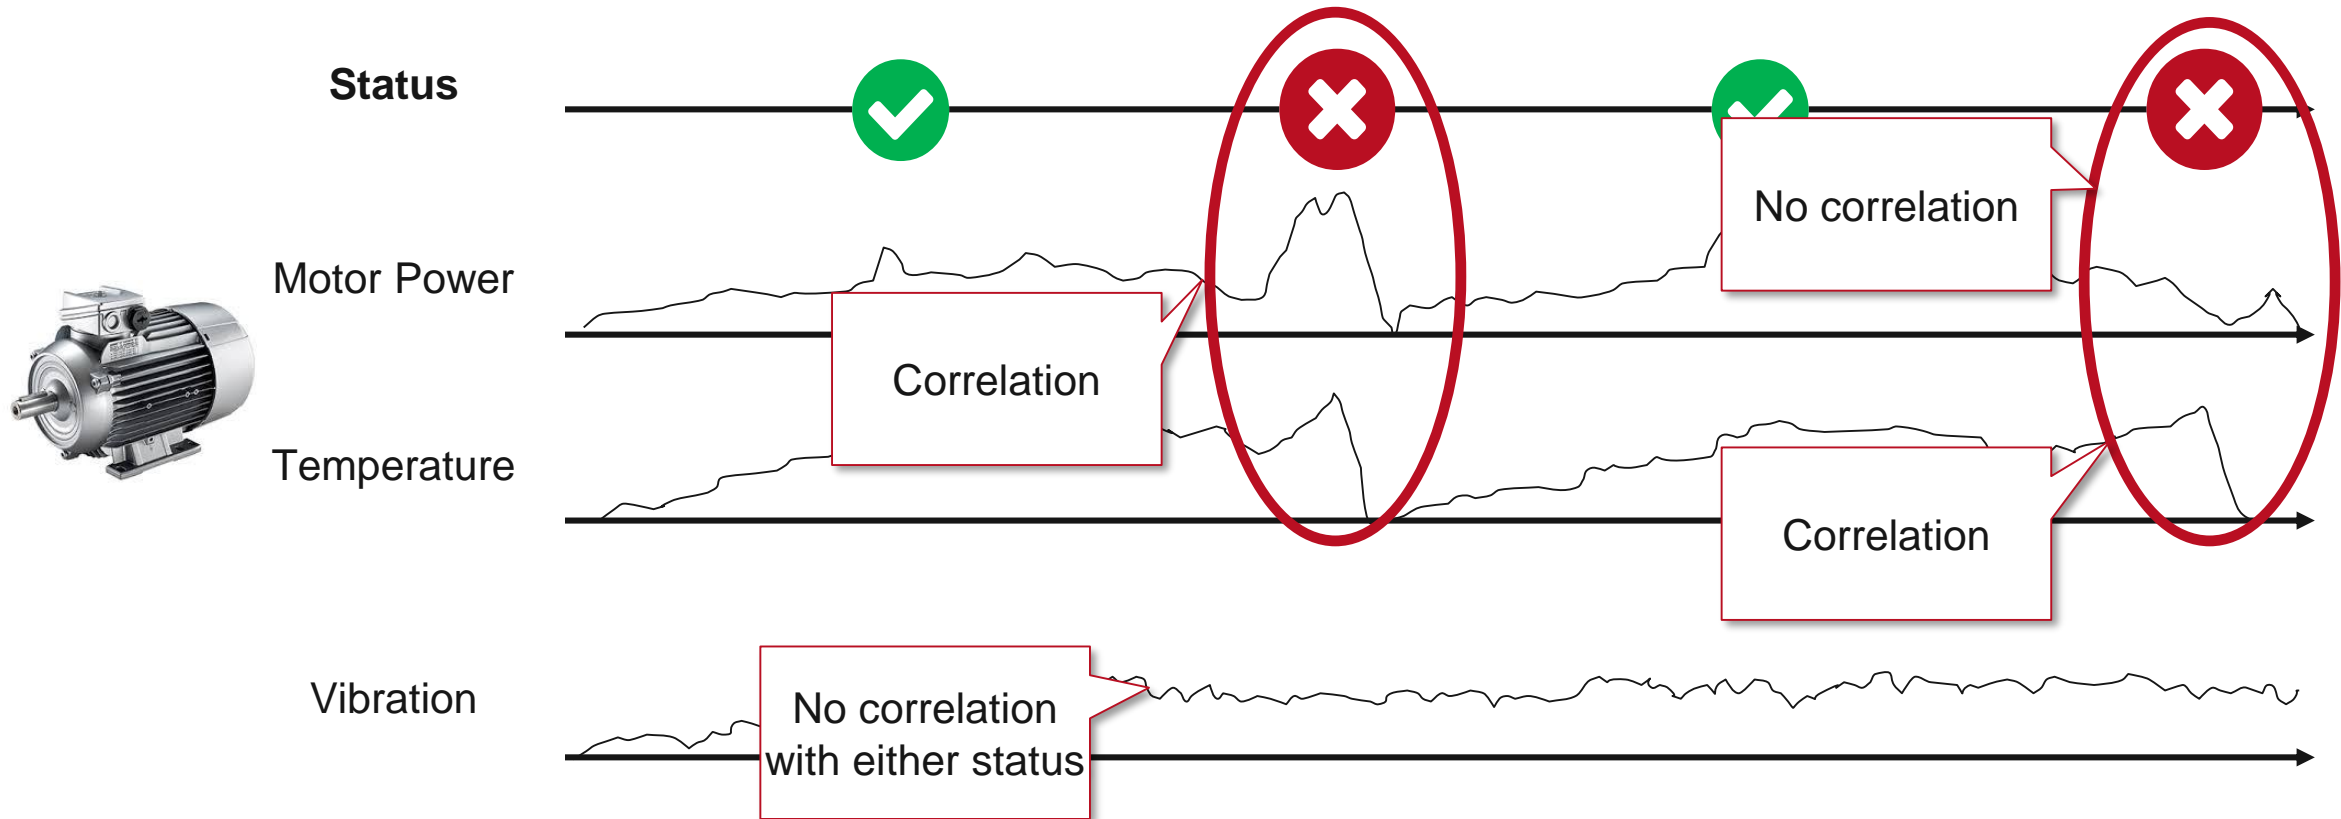 Status
No correlation
Motor Power
Correlation
Temperature
Correlation
Vibration
No correlation
with either status